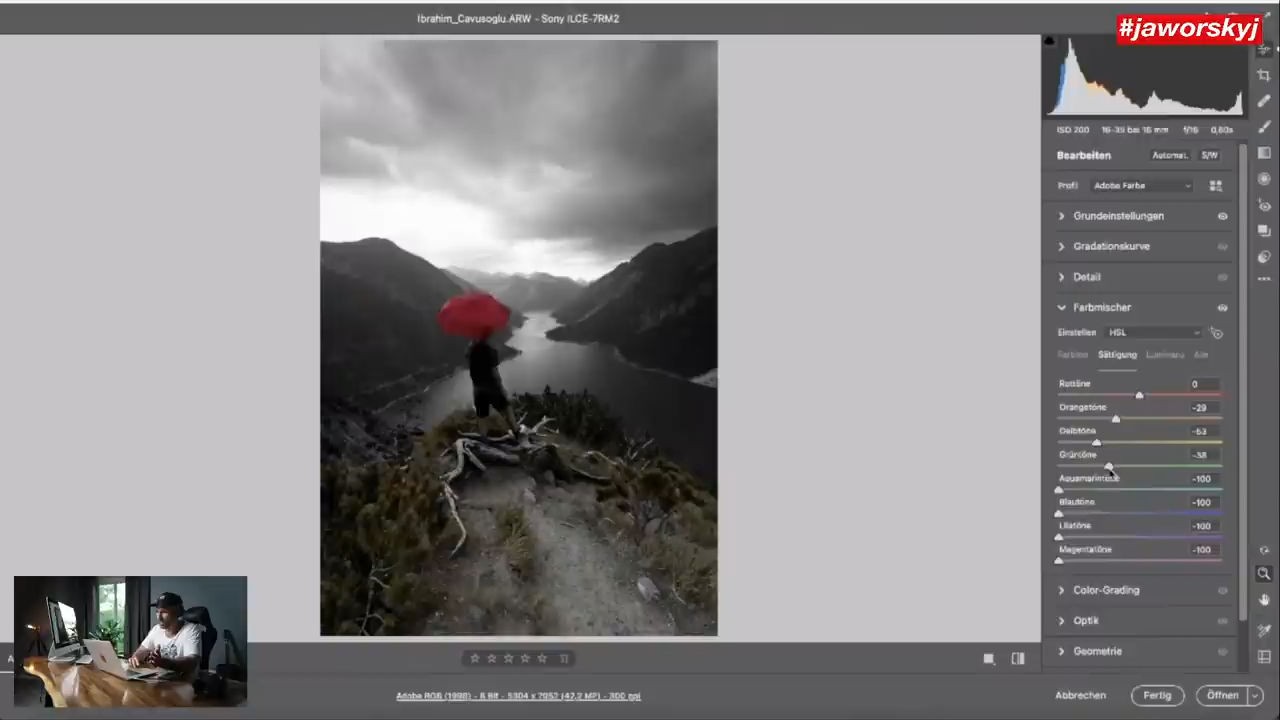 Ibrahim_Cavusoglu.ARW - Sony ILCE-7RM2
#jaworskyj
ISO 200 16-35 bei 16 mm f/16 0,60s
Bearbeiten Automat. S/W
Profil Adobe Farbe
Grundeinstellungen
Gradationskurve
Detail
Farbmischer
Einstellen HSL
Farbton Sättigung Luminanz Alle
Rottöne 0
Orangetöne -29
Gelbtöne -53
Grüntöne -38
Aquamarintöne -100
Blautöne -100
Lilatöne -100
Magentatöne -100
Color-Grading
Optik
Geometrie
Adobe RGB (1998) - 8 Bit - 5304 x 7952 (42,2 MP) - 300 ppi
Abbrechen Fertig Öffnen